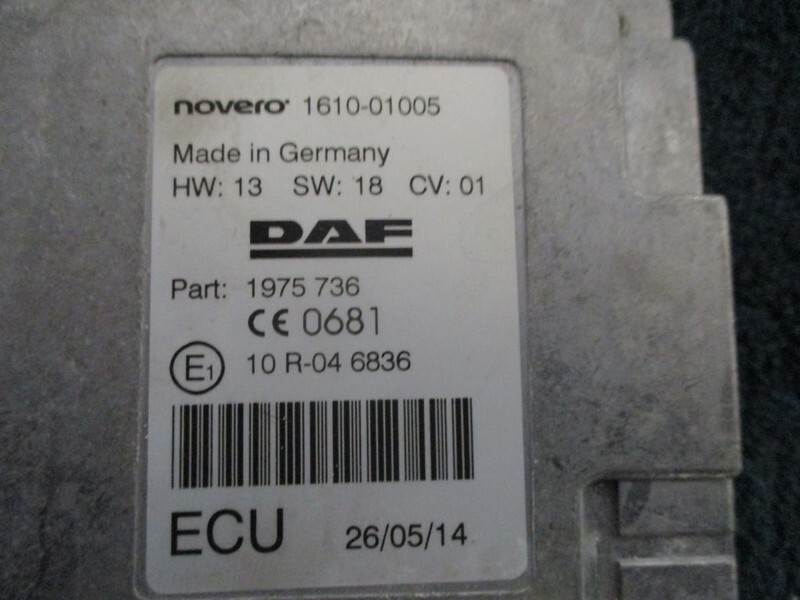 novero 1610-01005
Made in Germany
HW: 13 SW: 18 CV: 01
DAF
Part: 1975 736
CE 0681
E1 10 R-04 6836
ECU 26/05/14